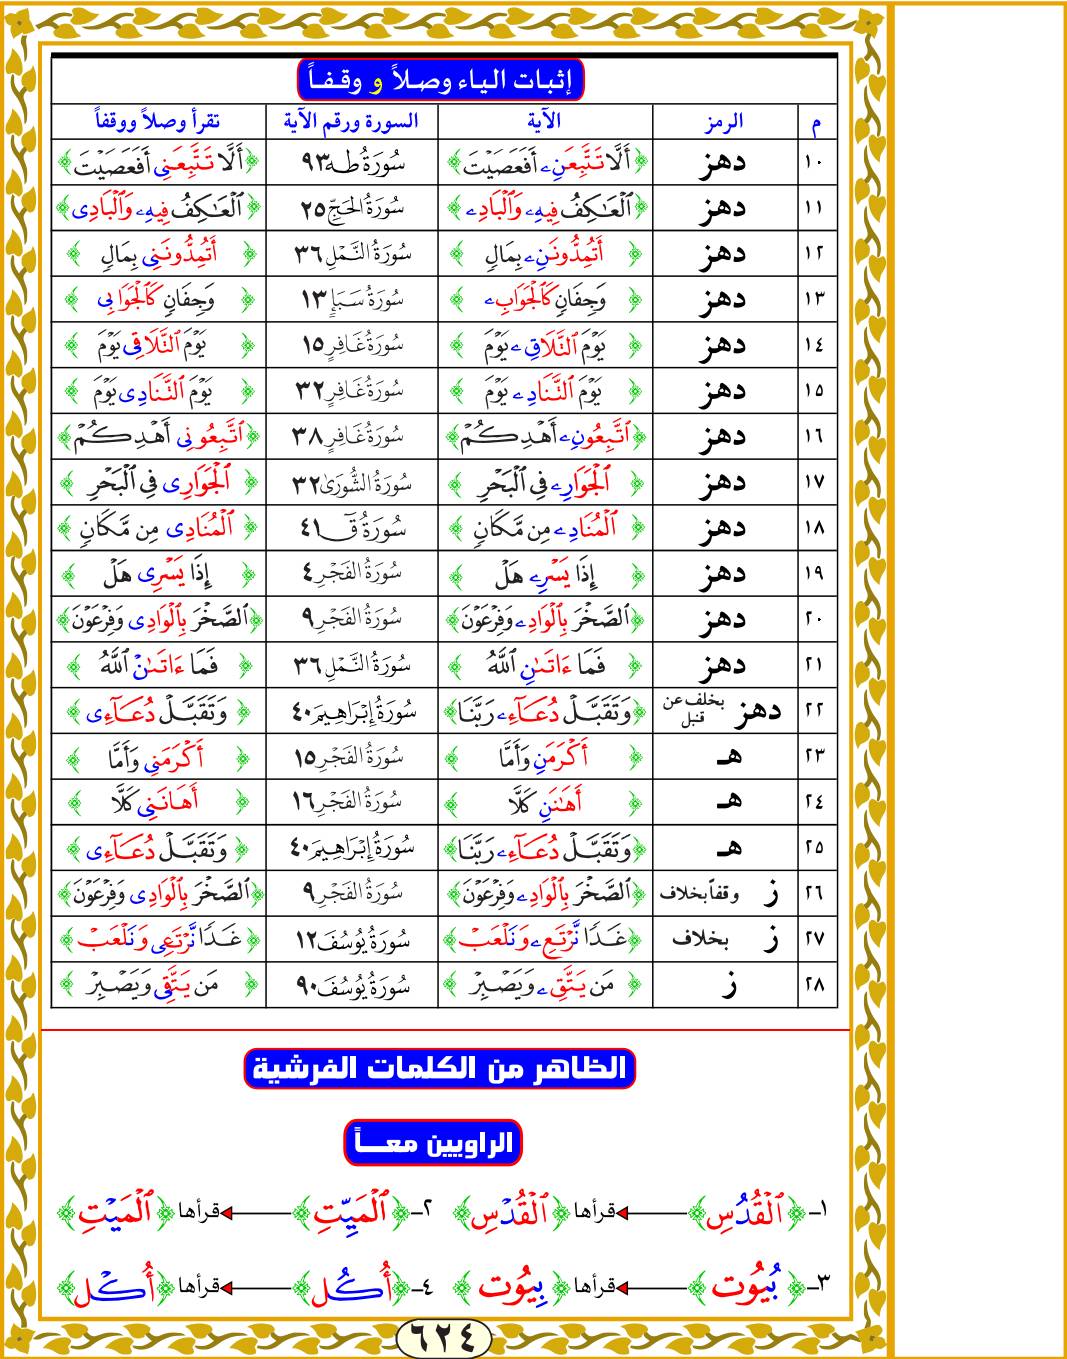 إثبات الياء وصلاً و وقفاً
م الرمز الآية السورة ورقم الآية تقرأ وصلاً ووقفاً
١٠ دهز ﴿أَلَّا تَتَّبِعَنِۦ أَفَعَصَيْتَ﴾ سُورَةُ طه ٩٣ ﴿أَلَّا تَتَّبِعَنِى أَفَعَصَيْتَ﴾
١١ دهز ﴿ٱلْعَـٰكِفُ فِيهِۦ وَٱلْبَادِۦ﴾ سُورَةُ الحَجّ ٢٥ ﴿ٱلْعَـٰكِفُ فِيهِۦ وَٱلْبَادِى﴾
١٢ دهز ﴿أَتُمِدُّونَنِۦ بِمَالٍ﴾ سُورَةُ النَّمْل ٣٦ ﴿أَتُمِدُّونَنِى بِمَالٍ﴾
١٣ دهز ﴿وَجِفَانٍ كَٱلْجَوَابِۦ﴾ سُورَةُ سَبَإٍ ١٣ ﴿وَجِفَانٍ كَٱلْجَوَابِى﴾
١٤ دهز ﴿يَوْمَ ٱلتَّلَاقِۦ يَوْمَ﴾ سُورَةُ غَافِرٍ ١٥ ﴿يَوْمَ ٱلتَّلَاقِى يَوْمَ﴾
١٥ دهز ﴿يَوْمَ ٱلتَّنَادِۦ يَوْمَ﴾ سُورَةُ غَافِرٍ ٣٢ ﴿يَوْمَ ٱلتَّنَادِى يَوْمَ﴾
١٦ دهز ﴿ٱتَّبِعُونِۦ أَهْدِكُمْ﴾ سُورَةُ غَافِرٍ ٣٨ ﴿ٱتَّبِعُونِى أَهْدِكُمْ﴾
١٧ دهز ﴿ٱلْجَوَارِۦ فِى ٱلْبَحْرِ﴾ سُورَةُ الشُّورَىٰ ٣٢ ﴿ٱلْجَوَارِى فِى ٱلْبَحْرِ﴾
١٨ دهز ﴿ٱلْمُنَادِۦ مِن مَّكَانٍ﴾ سُورَةُ قٓ ٤١ ﴿ٱلْمُنَادِى مِن مَّكَانٍ﴾
١٩ دهز ﴿إِذَا يَسْرِۦ هَلْ﴾ سُورَةُ الفَجْرِ ٤ ﴿إِذَا يَسْرِى هَلْ﴾
٢٠ دهز ﴿ٱلصَّخْرَ بِٱلْوَادِۦ وَفِرْعَوْنَ﴾ سُورَةُ الفَجْرِ ٩ ﴿ٱلصَّخْرَ بِٱلْوَادِى وَفِرْعَوْنَ﴾
٢١ دهز ﴿فَمَا ءَاتَىٰنِ ٱللَّهُ﴾ سُورَةُ النَّمْل ٣٦ ﴿فَمَا ءَاتَىٰنْ ٱللَّهُ﴾
٢٢ دهز بخلف عن قنبل ﴿وَتَقَبَّلْ دُعَآءِۦ رَبَّنَا﴾ سُورَةُ إِبْرَاهِيمَ ٤٠ ﴿وَتَقَبَّلْ دُعَآءِى﴾
٢٣ هـ ﴿أَكْرَمَنِ وَأَمَّا﴾ سُورَةُ الفَجْرِ ١٥ ﴿أَكْرَمَنِى وَأَمَّا﴾
٢٤ هـ ﴿أَهَـٰنَنِ كَلَّا﴾ سُورَةُ الفَجْرِ ١٦ ﴿أَهَانَنِى كَلَّا﴾
٢٥ هـ ﴿وَتَقَبَّلْ دُعَآءِۦ رَبَّنَا﴾ سُورَةُ إِبْرَاهِيمَ ٤٠ ﴿وَتَقَبَّلْ دُعَآءِى﴾
٢٦ ز وقفاً بخلاف ﴿ٱلصَّخْرَ بِٱلْوَادِۦ وَفِرْعَوْنَ﴾ سُورَةُ الفَجْرِ ٩ ﴿ٱلصَّخْرَ بِٱلْوَادِى وَفِرْعَوْنَ﴾
٢٧ ز بخلاف ﴿غَدًا نَّرْتَعِۦ وَنَلْعَبْ﴾ سُورَةُ يُوسُفَ ١٢ ﴿غَدًا نَّرْتَعِى وَنَلْعَبْ﴾
٢٨ ز ﴿مَن يَتَّقِۦ وَيَصْبِرْ﴾ سُورَةُ يُوسُفَ ٩٠ ﴿مَن يَتَّقِى وَيَصْبِرْ﴾
الظاهر من الكلمات الفرشية
الراويين معــاً
١ـ ﴿ٱلْقُدُسِ﴾ قرأها ﴿ٱلْقُدْسِ﴾ ٢ـ ﴿ٱلْمَيِّتِ﴾ قرأها ﴿ٱلْمَيْتِ﴾
٣ـ ﴿بُيُوت﴾ قرأها ﴿بِيُوت﴾ ٤ـ ﴿أُكُل﴾ قرأها ﴿أُكْل﴾
٦٢٤